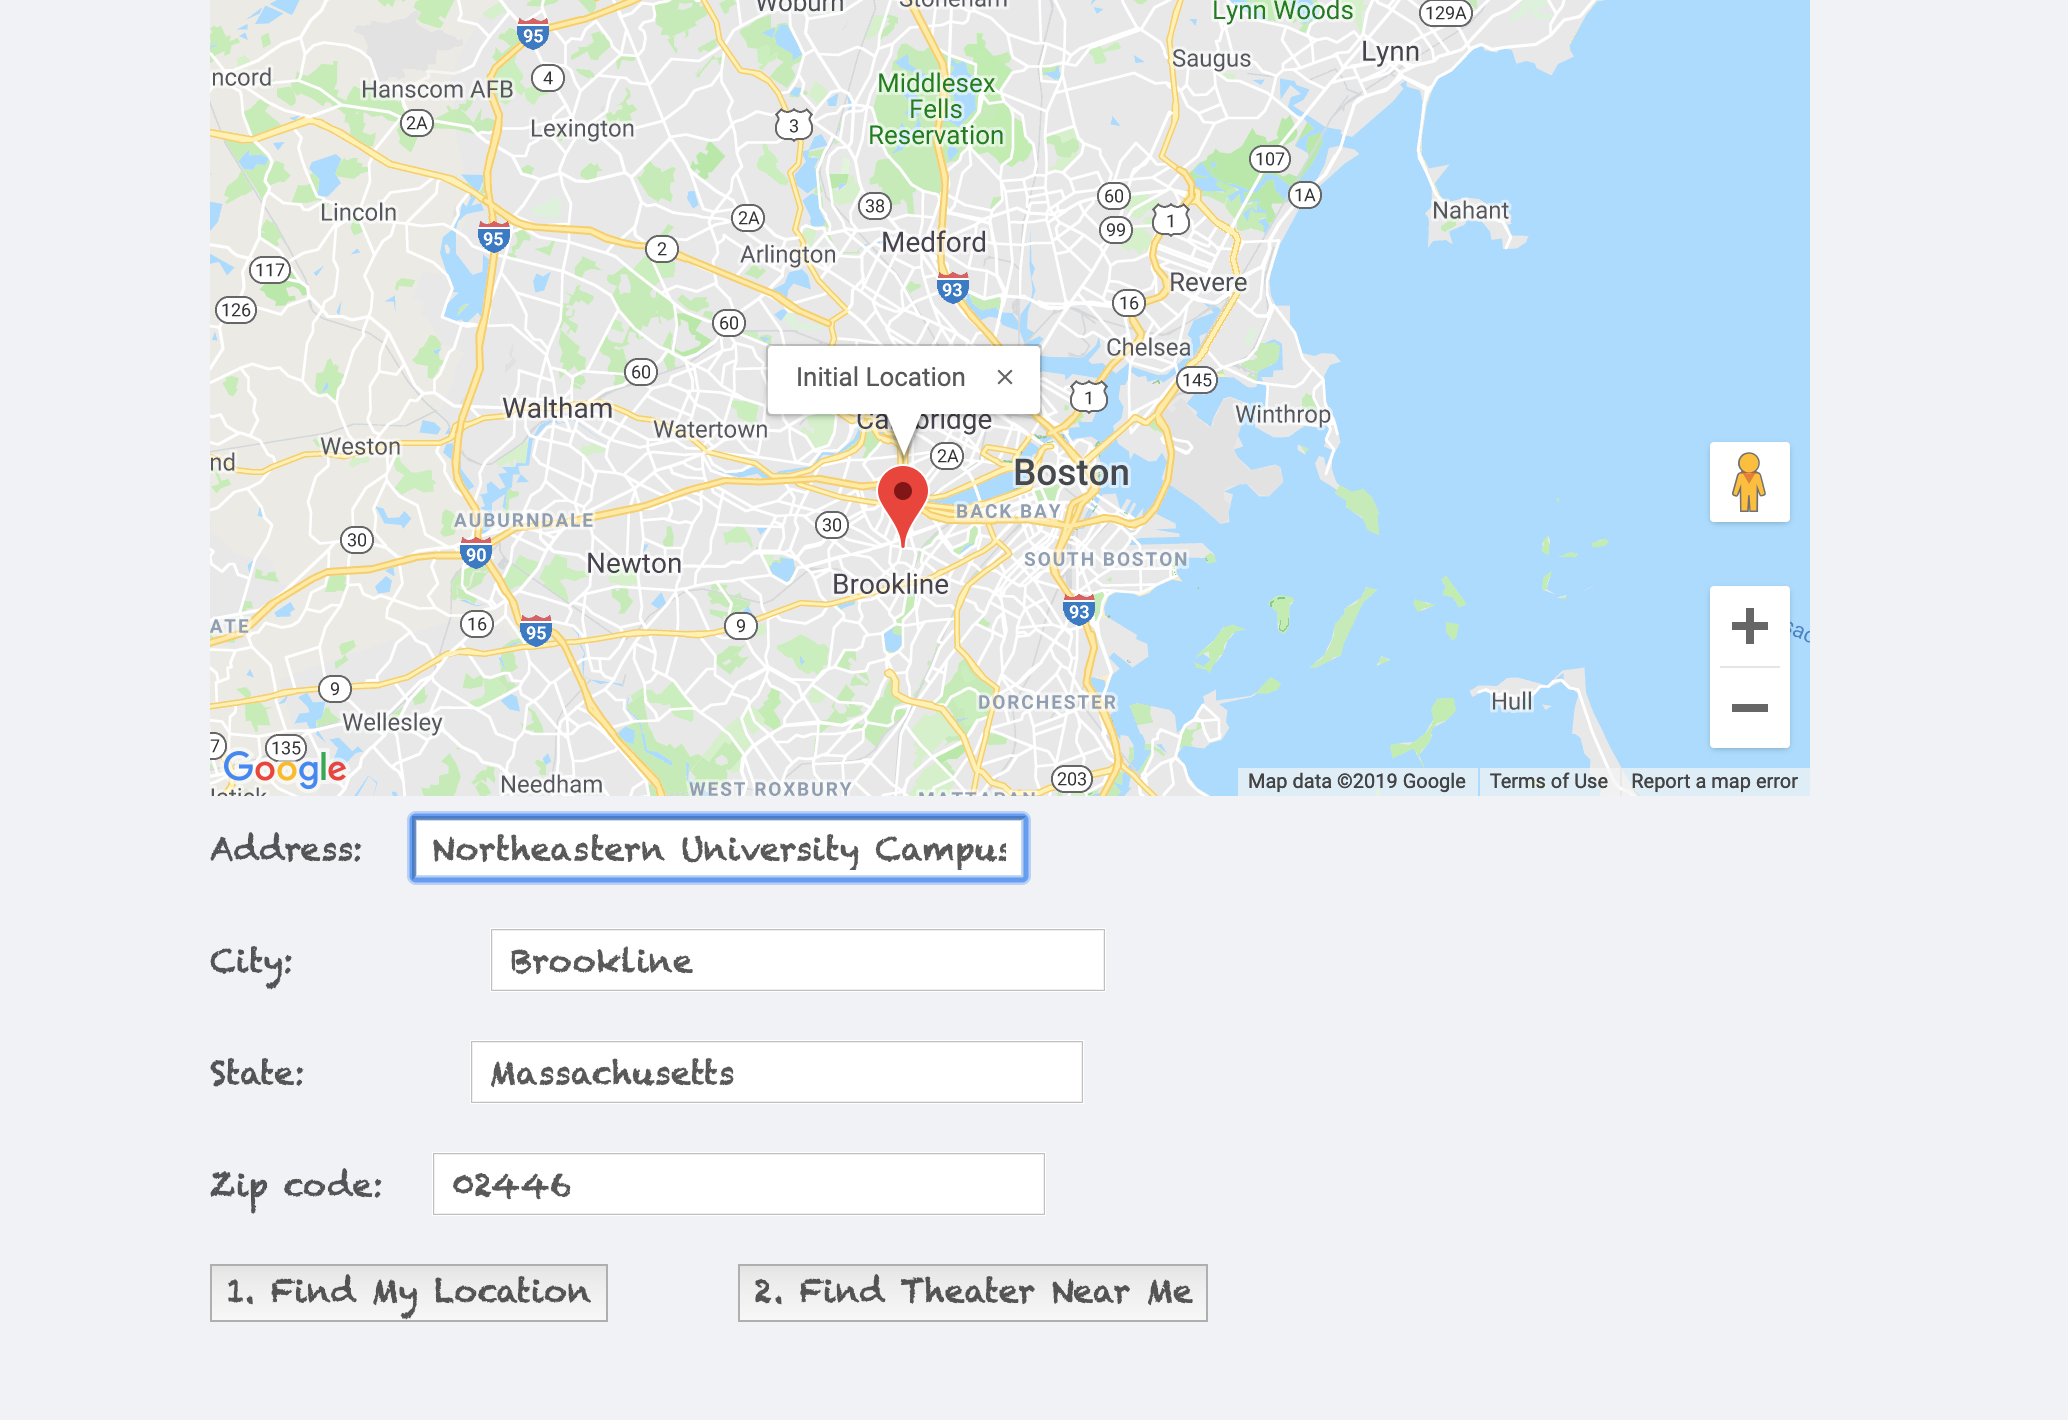 Woburn
Stoneham
Lynn Woods
129A
95
Lynn
Saugus
ncord
4
Hanscom AFB
Middlesex
Fells
Reservation
2A
Lexington
3
107
60
1A
Lincoln
2A
38
Nahant
1
99
95
2
Arlington
Medford
117
Revere
93
126
16
60
Chelsea
60
Initial Location
145
1
Waltham
Cambridge
Winthrop
Watertown
Weston
2A
nd
Boston
AUBURNDALE
30
BACK BAY
30
90
Newton
SOUTH BOSTON
Brookline
93
16
95
9
ATE
9
Hull
DORCHESTER
Wellesley
7
135
Google
203
Needham
WEST ROXBURY
MATTAPAN
Map data ©2019 Google
Terms of Use
Report a map error
Address: Northeastern University Campus
City: Brookline
State: Massachusetts
Zip code: 02446
1. Find My Location
2. Find Theater Near Me